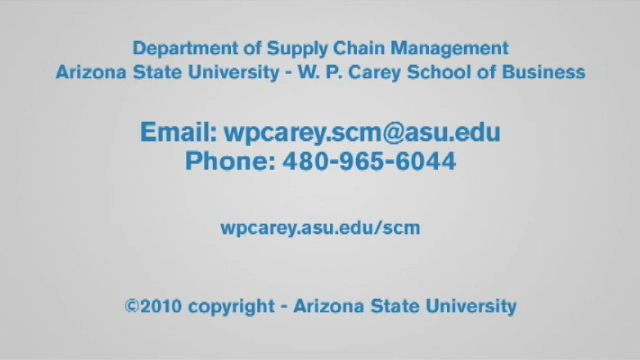 Department of Supply Chain Management
Arizona State University - W. P. Carey School of Business
Email: wpcarey.scm@asu.edu
Phone: 480-965-6044
wpcarey.asu.edu/scm
©2010 copyright - Arizona State University